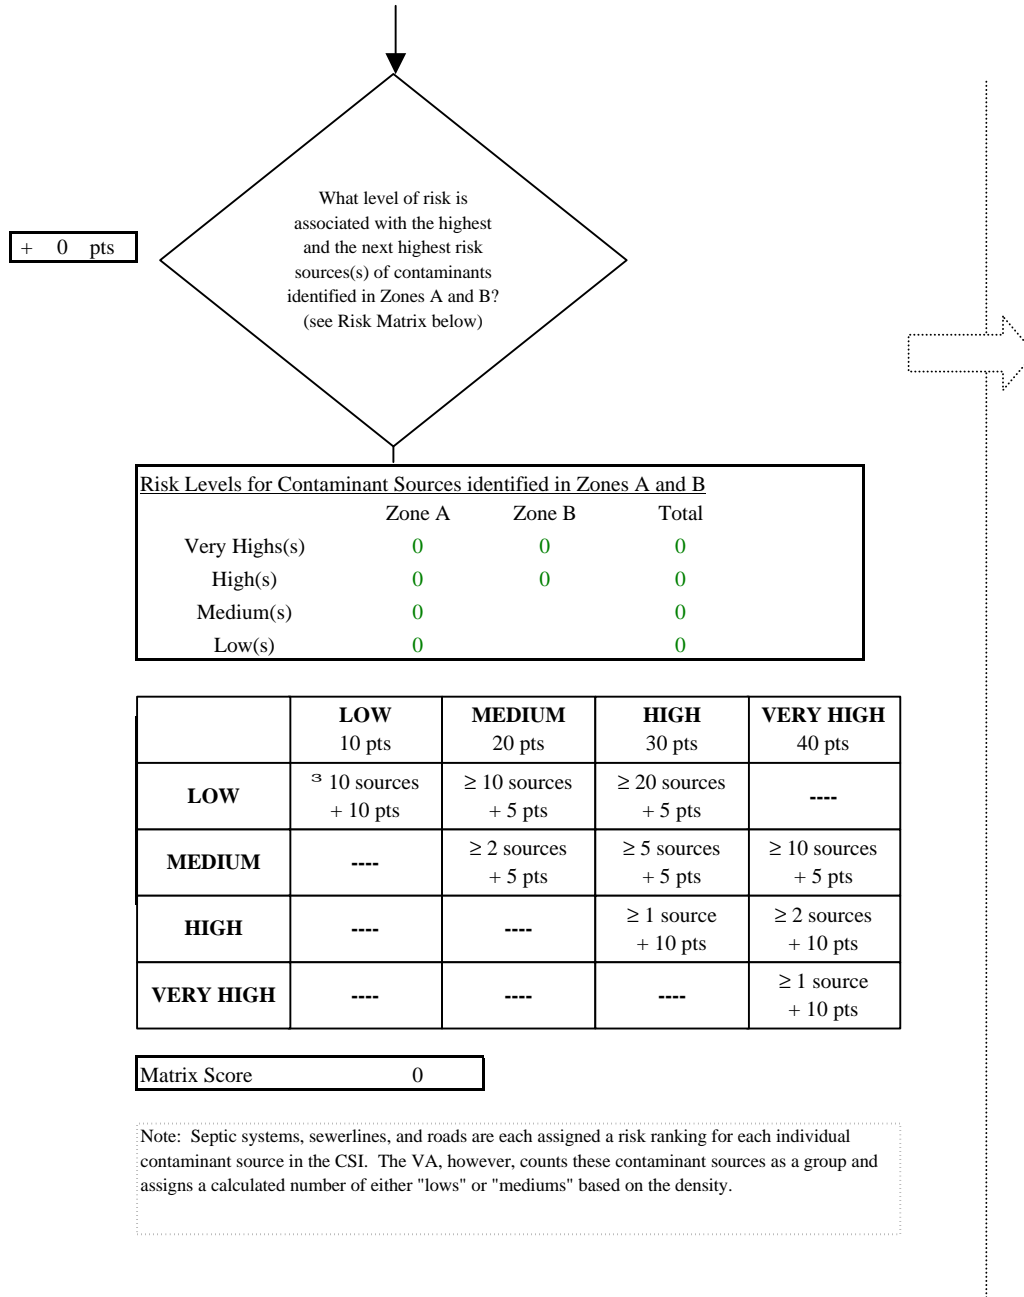 What level of risk is
associated with the highest
and the next highest risk
sources(s) of contaminants
identified in Zones A and B?
(see Risk Matrix below)
+ 0 pts
Risk Levels for Contaminant Sources identified in Zones A and B
Zone A Zone B Total
Very Highs(s) 0 0 0
High(s) 0 0 0
Medium(s) 0 0
Low(s) 0 0
LOW MEDIUM HIGH VERY HIGH
10 pts 20 pts 30 pts 40 pts
LOW ³ 10 sources ≥ 10 sources ≥ 20 sources ----
+ 10 pts + 5 pts + 5 pts
MEDIUM ---- ≥ 2 sources ≥ 5 sources ≥ 10 sources
+ 5 pts + 5 pts + 5 pts
HIGH ---- ---- ≥ 1 source ≥ 2 sources
+ 10 pts + 10 pts
VERY HIGH ---- ---- ---- ≥ 1 source
+ 10 pts
Matrix Score 0
Note: Septic systems, sewerlines, and roads are each assigned a risk ranking for each individual
contaminant source in the CSI. The VA, however, counts these contaminant sources as a group and
assigns a calculated number of either "lows" or "mediums" based on the density.